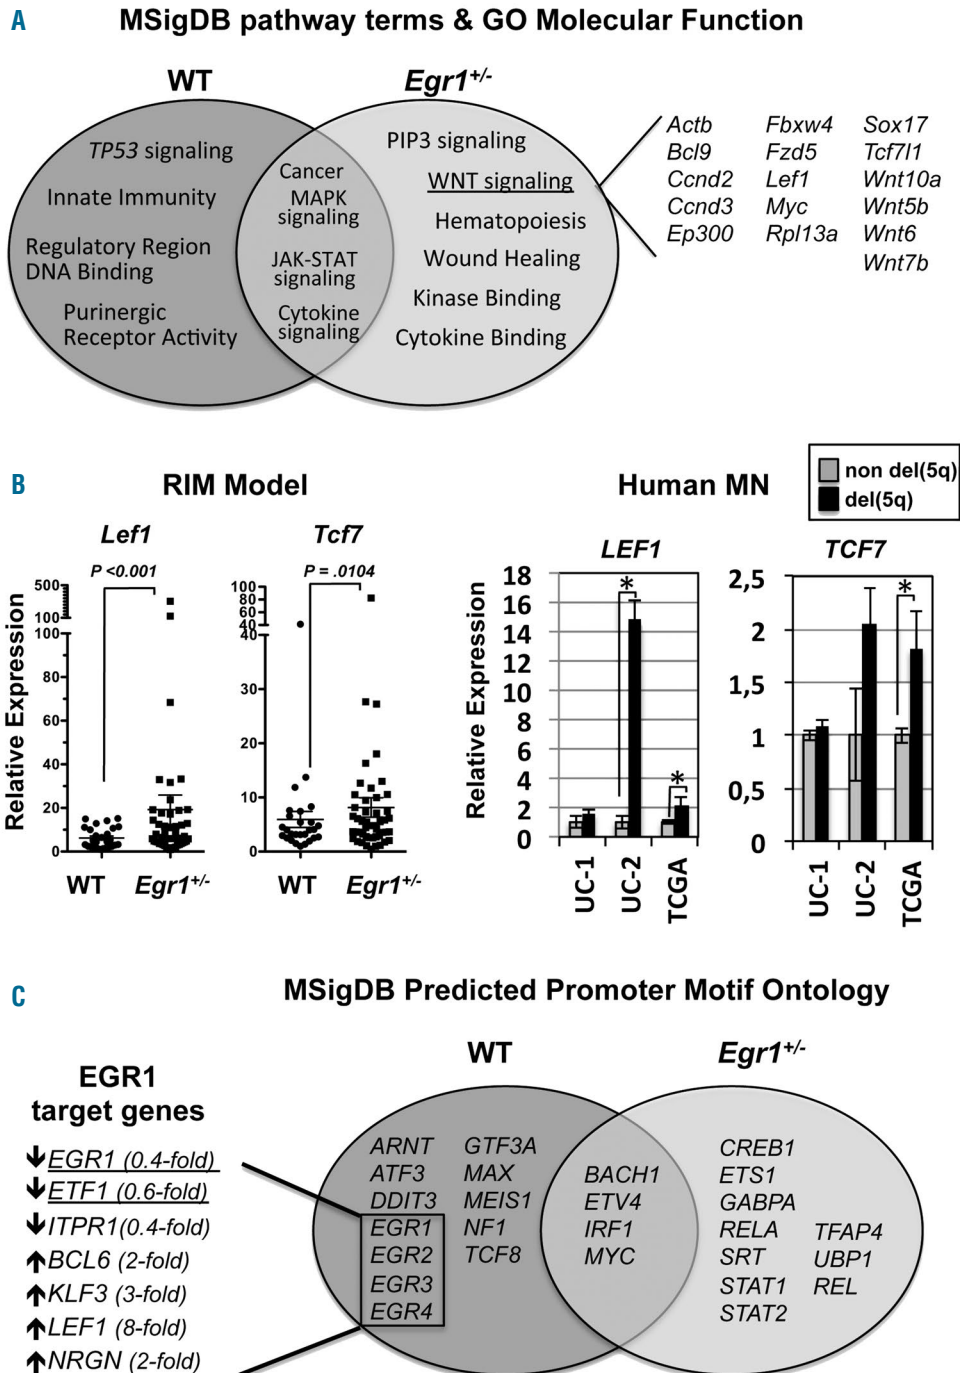 A
MSigDB pathway terms & GO Molecular Function
WT
Egr1+/-
TP53 signaling
Innate Immunity
Regulatory Region
DNA Binding
Purinergic
Receptor Activity
Cancer
MAPK
signaling
JAK-STAT
signaling
Cytokine
signaling
PIP3 signaling
WNT signaling
Hematopoiesis
Wound Healing
Kinase Binding
Cytokine Binding
Actb Fbxw4 Sox17
Bcl9 Fzd5 Tcf7l1
Ccnd2 Lef1 Wnt10a
Ccnd3 Myc Wnt5b
Ep300 Rpl13a Wnt6
Wnt7b
B
RIM Model
Lef1
P <0.001
Relative Expression
500
100
100
80
60
40
20
0
WT Egr1+/-
Tcf7
P = .0104
100
80
60
40
40
30
20
10
0
WT Egr1+/-
Human MN
non del(5q)
del(5q)
LEF1
Relative Expression
18
16
14
12
10
8
6
4
2
0
*
*
UC-1
UC-2
TCGA
TCF7
2,5
2
1,5
1
0,5
0
*
UC-1
UC-2
TCGA
C
MSigDB Predicted Promoter Motif Ontology
WT
Egr1+/-
EGR1
target genes
↓EGR1 (0.4-fold)
↓ETF1 (0.6-fold)
↓ITPR1(0.4-fold)
↑BCL6 (2-fold)
↑KLF3 (3-fold)
↑LEF1 (8-fold)
↑NRGN (2-fold)
ARNT GTF3A
ATF3 MAX
DDIT3 MEIS1
EGR1 NF1
EGR2 TCF8
EGR3
EGR4
BACH1
ETV4
IRF1
MYC
CREB1
ETS1
GABPA
RELA TFAP4
SRT UBP1
STAT1 REL
STAT2